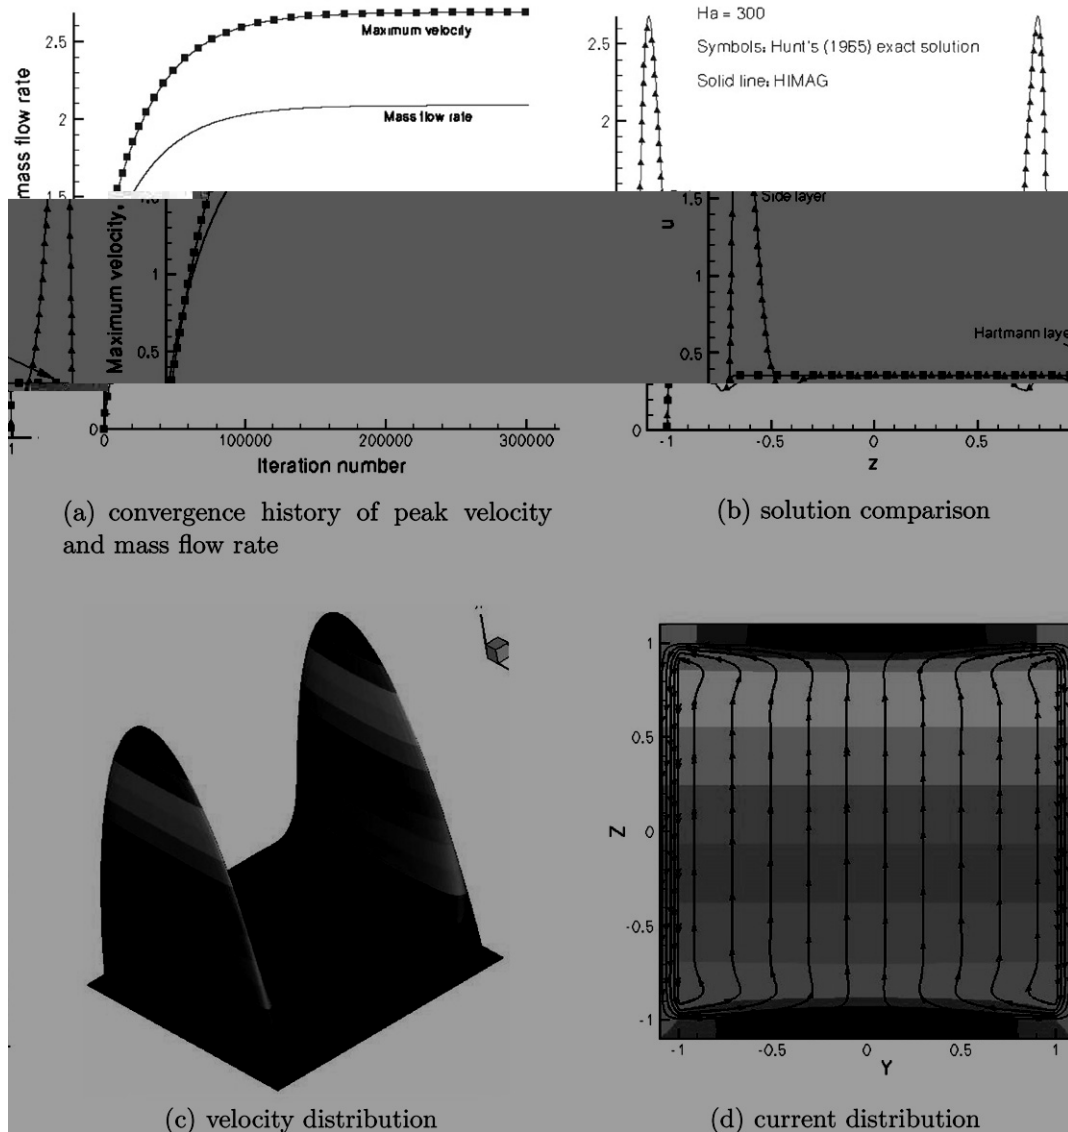 2.5
Maximum velocity
2
Mass flow rate
mass flow rate
1.5
Maximum velocity,
1
0.5
0
0
100000
200000
300000
Iteration number
Ha = 300
Symbols: Hunt's (1965) exact solution
Solid line: HIMAG
2.5
2
1.5
Side layer
u
1
Hartmann laye
0.5
0
-1
-0.5
0
0.5
z
(a) convergence history of peak velocity
and mass flow rate
(b) solution comparison
1
0.5
Z
0
-0.5
-1
-1
-0.5
0
0.5
1
Y
(c) velocity distribution
(d) current distribution